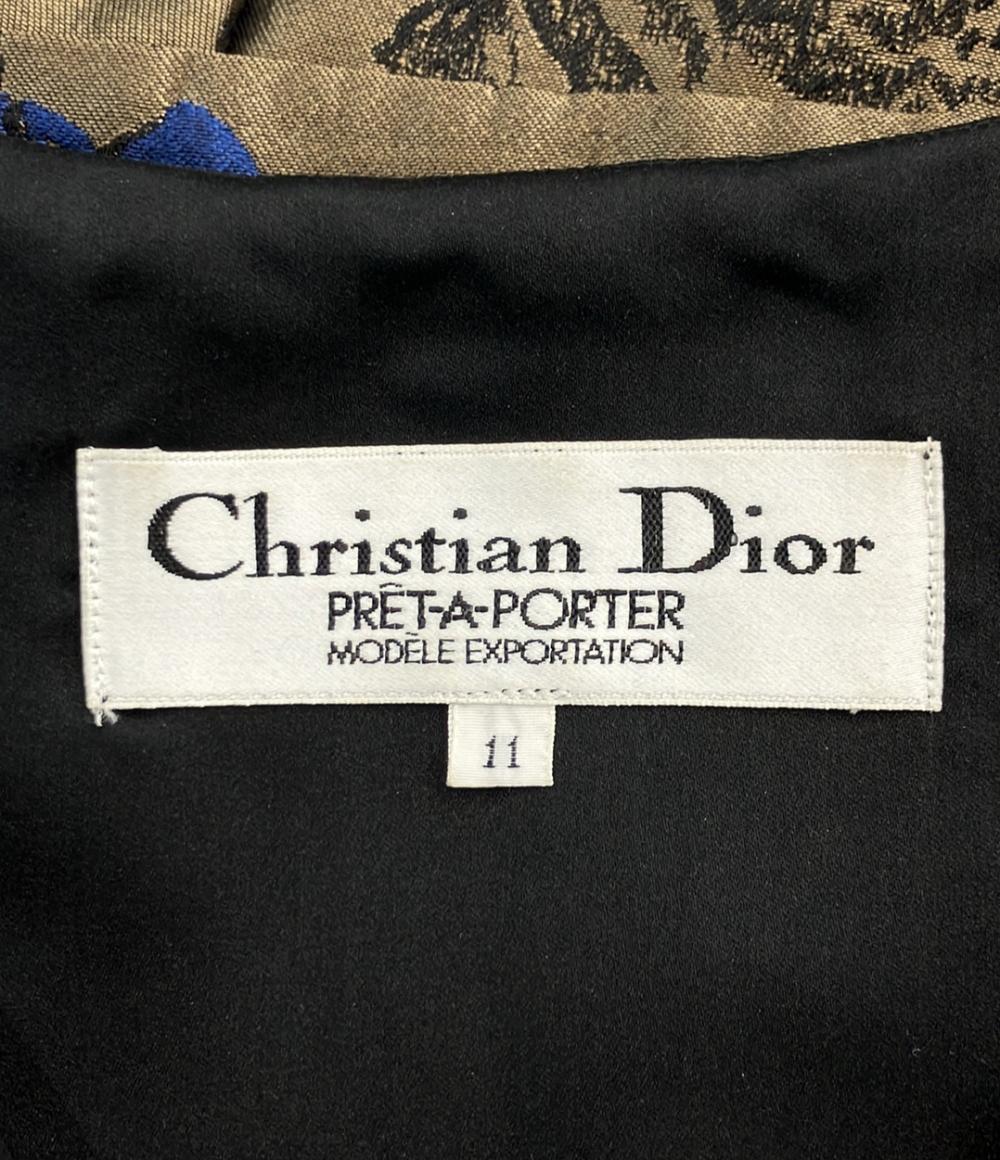 Christian Dior
PRÊT-A-PORTER
MODÈLE EXPORTATION
11